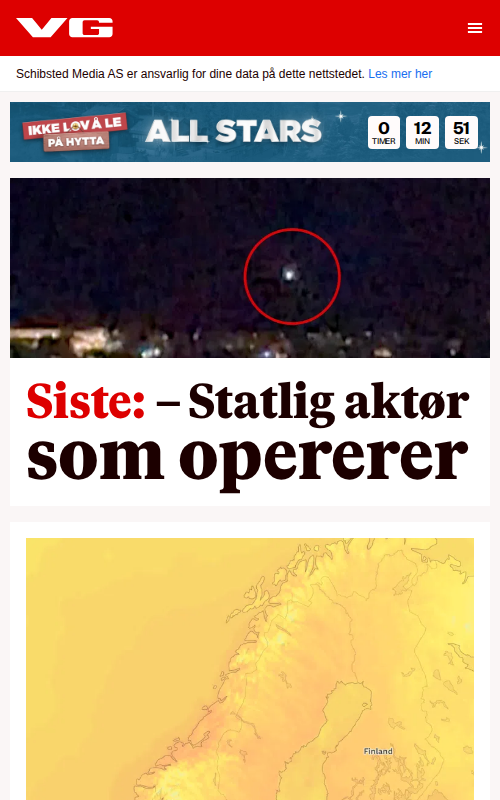 VG
Schibsted Media AS er ansvarlig for dine data på dette nettstedet. Les mer her
IKKE LOV Å LE
PÅ HYTTA
ALL STARS
0
TIMER
12
MIN
51
SEK
Siste: – Statlig aktør
som opererer
Finland